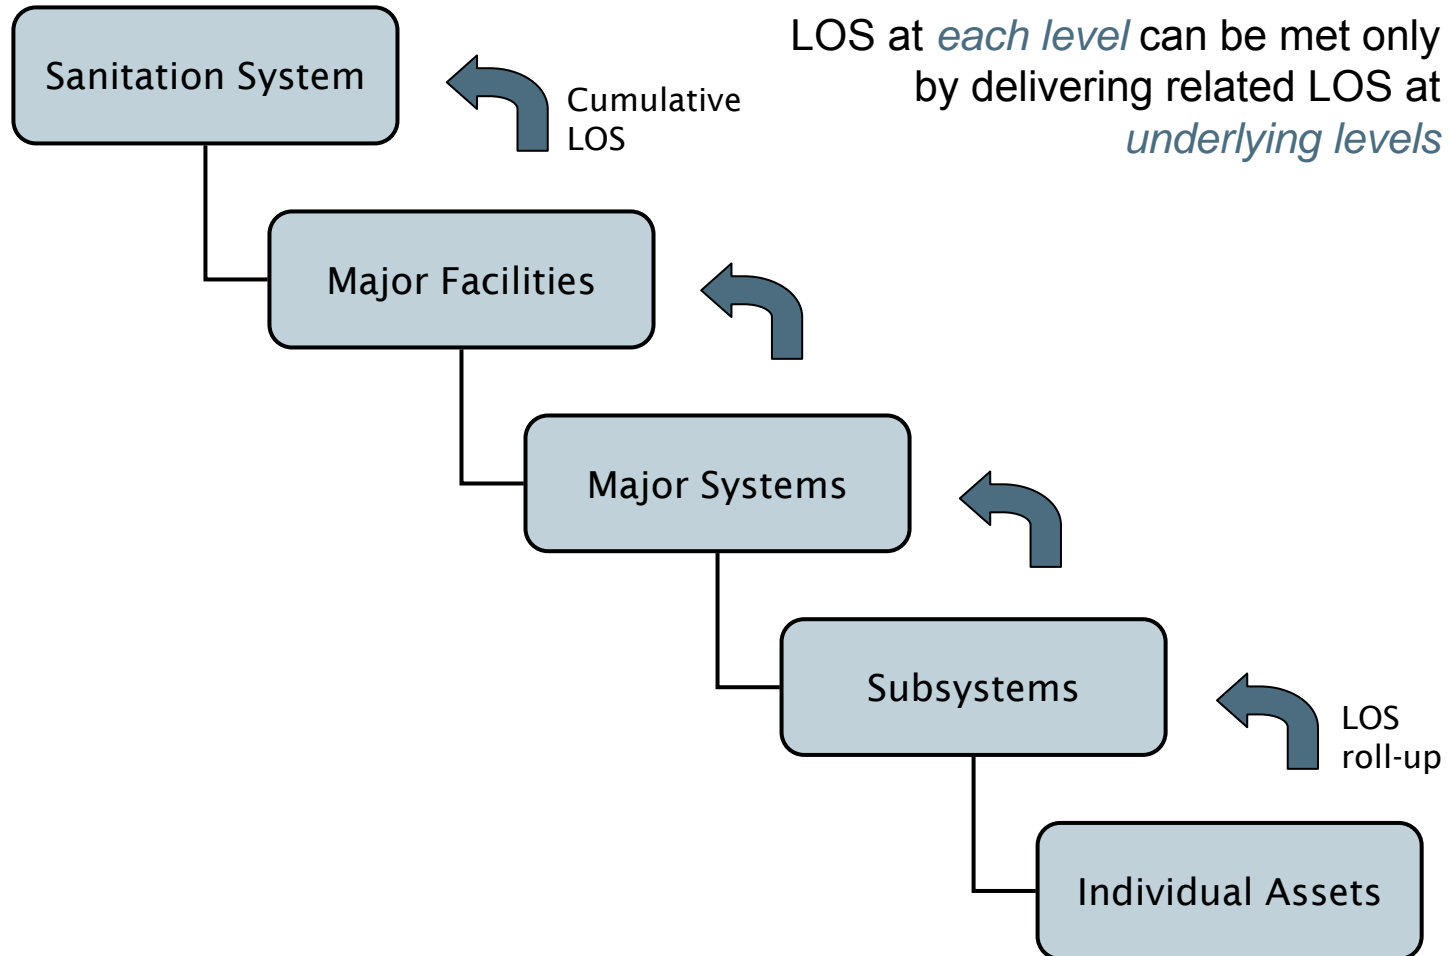 LOS at each level can be met only
by delivering related LOS at
underlying levels
Sanitation System
Cumulative
LOS
Major Facilities
Major Systems
Subsystems
LOS
roll-up
Individual Assets